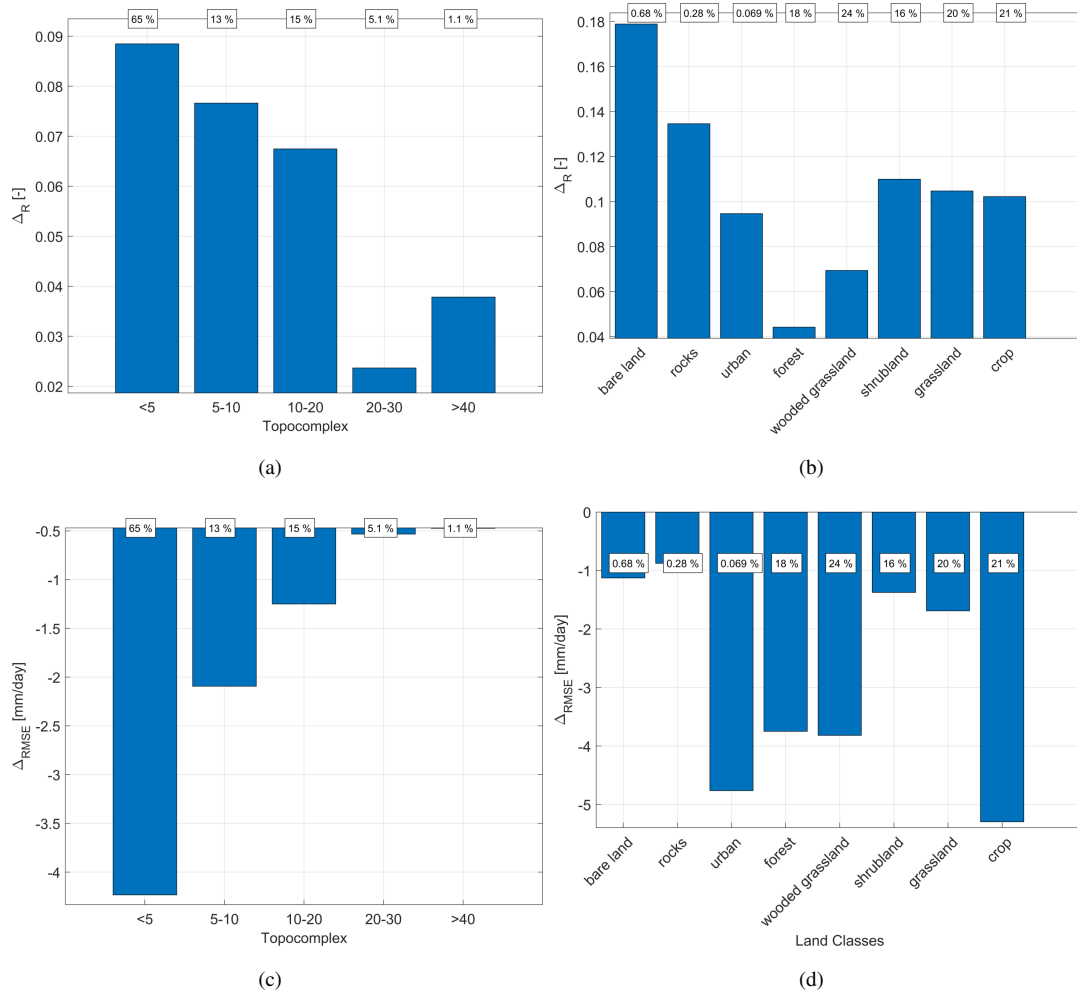 65 % 13 % 15 % 5.1 % 1.1 %
0.09
0.08
0.07
0.06
0.05
0.04
0.03
0.02
Δ_R [-]
<5 5-10 10-20 20-30 >40
Topocomplex
(a)
0.68 % 0.28 % 0.069 % 18 % 24 % 16 % 20 % 21 %
0.18
0.16
0.14
0.12
0.1
0.08
0.06
0.04
Δ_R [-]
bare land rocks urban forest wooded grassland shrubland grassland crop
(b)
-0.5
65 % 13 % 15 % 5.1 % 1.1 %
-1
-1.5
-2
-2.5
-3
-3.5
-4
Δ_RMSE [mm/day]
<5 5-10 10-20 20-30 >40
Topocomplex
(c)
0
0.68 % 0.28 % 0.069 % 18 % 24 % 16 % 20 % 21 %
-1
-2
-3
-4
-5
Δ_RMSE [mm/day]
bare land rocks urban forest wooded grassland shrubland grassland crop
Land Classes
(d)